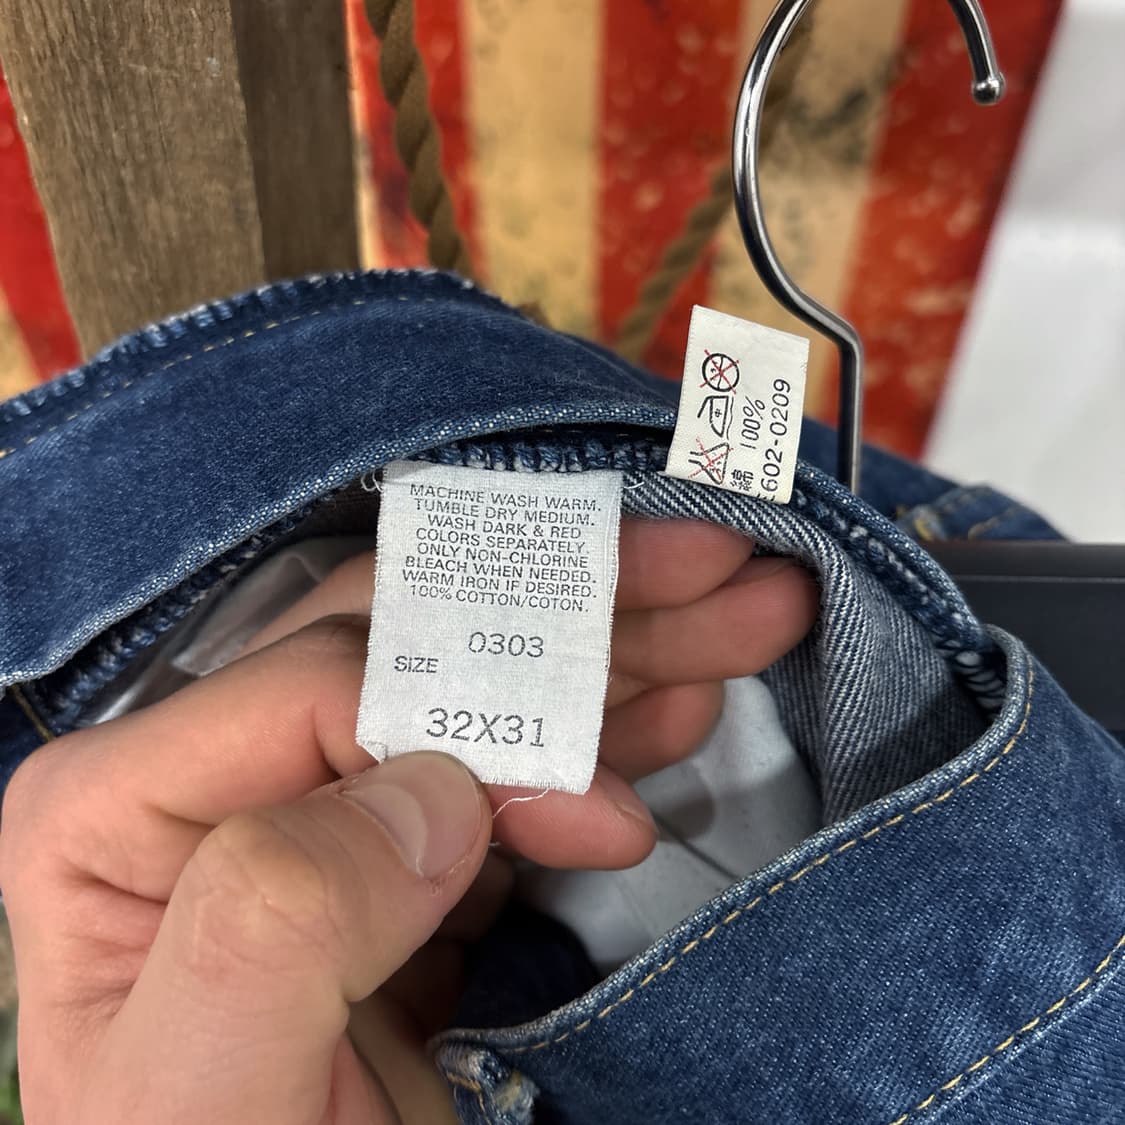 MACHINE WASH WARM.
TUMBLE DRY MEDIUM.
WASH DARK & RED
COLORS SEPARATELY.
ONLY NON-CHLORINE
BLEACH WHEN NEEDED.
WARM IRON IF DESIRED.
100% COTTON/COTON.
0303
SIZE
32X31
綿 100%
602-0209